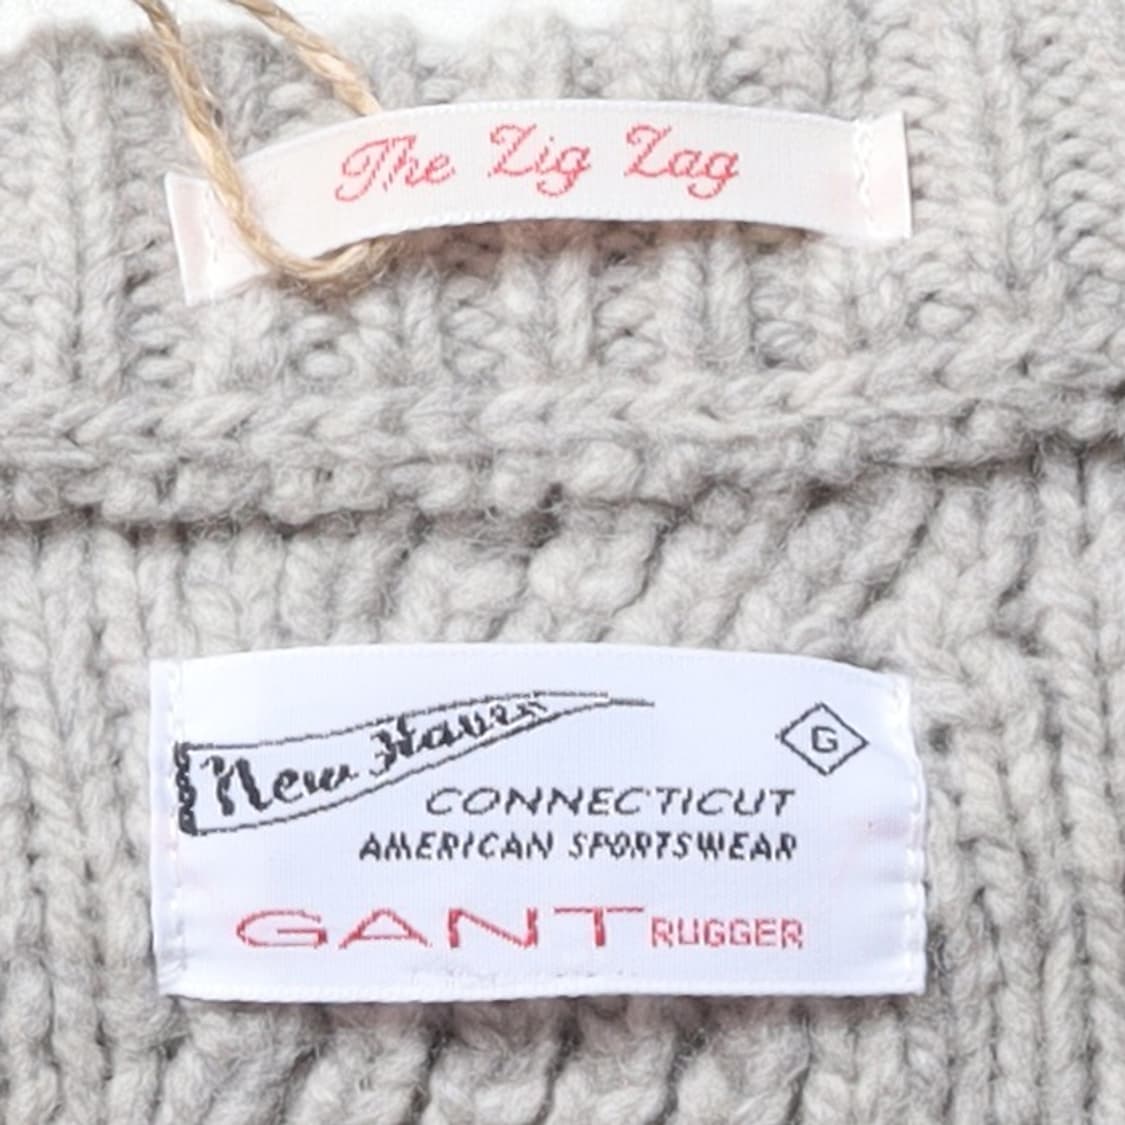 The Zig Zag
New Haven
G
CONNECTICUT
AMERICAN SPORTSWEAR
GANT RUGGER